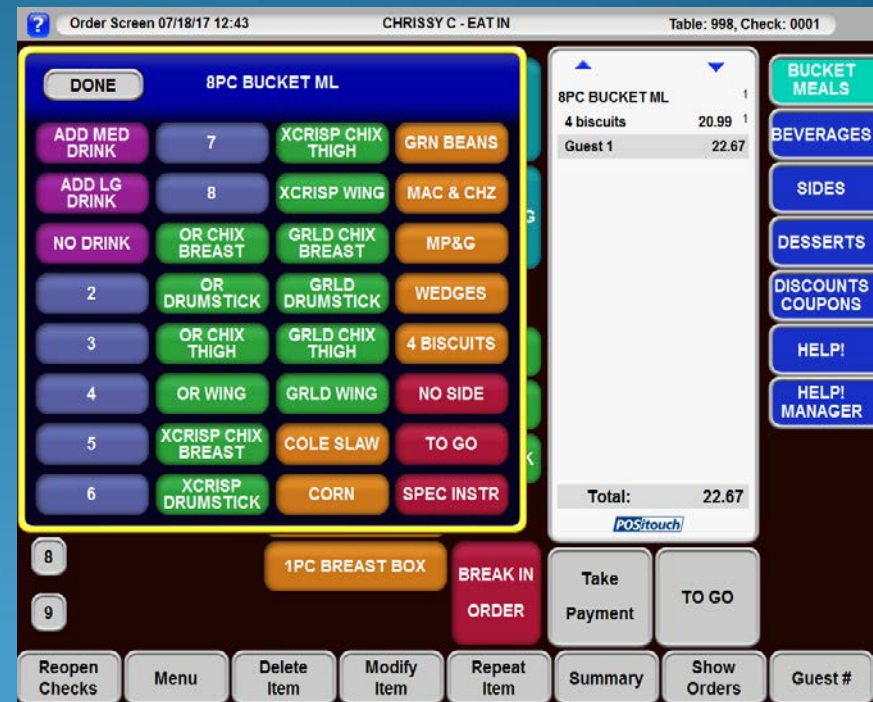 ? Order Screen 07/18/17 12:43 CHRISSY C - EAT IN Table: 998, Check: 0001
DONE 8PC BUCKET ML
ADD MED
DRINK
7
XCRISP CHIX
THIGH
GRN BEANS
ADD LG
DRINK
8
XCRISP WING
MAC & CHZ
NO DRINK
OR CHIX
BREAST
GRLD CHIX
BREAST
MP&G
2
OR
DRUMSTICK
GRLD
DRUMSTICK
WEDGES
3
OR CHIX
THIGH
GRLD CHIX
THIGH
4 BISCUITS
4
OR WING
GRLD WING
NO SIDE
5
XCRISP CHIX
BREAST
COLE SLAW
TO GO
6
XCRISP
DRUMSTICK
CORN
SPEC INSTR
G
K
8PC BUCKET ML 1
4 biscuits 20.99 1
Guest 1 22.67
Total: 22.67
POSitouch
BUCKET
MEALS
BEVERAGES
SIDES
DESSERTS
DISCOUNTS
COUPONS
HELP!
HELP!
MANAGER
8
9
1PC BREAST BOX
BREAK IN
ORDER
Take
Payment
TO GO
Reopen
Checks
Menu
Delete
Item
Modify
Item
Repeat
Item
Summary
Show
Orders
Guest #